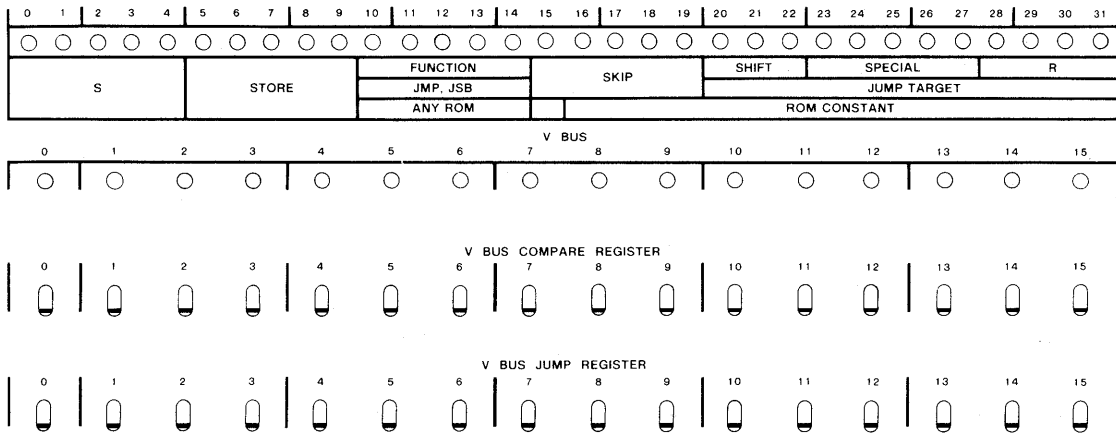 0 1 2 3 4 5 6 7 8 9 10 11 12 13 14 15 16 17 18 19 20 21 22 23 24 25 26 27 28 29 30 31
S STORE FUNCTION SKIP SHIFT SPECIAL R
JMP, JSB JUMP TARGET
ANY ROM ROM CONSTANT
V BUS
0 1 2 3 4 5 6 7 8 9 10 11 12 13 14 15
V BUS COMPARE REGISTER
0 1 2 3 4 5 6 7 8 9 10 11 12 13 14 15
V BUS JUMP REGISTER
0 1 2 3 4 5 6 7 8 9 10 11 12 13 14 15